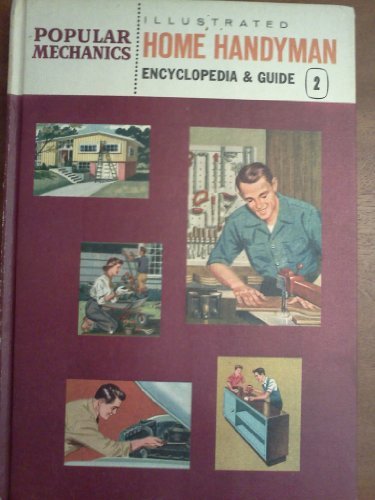 POPULAR
MECHANICS
ILLUSTRATED
HOME HANDYMAN
ENCYCLOPEDIA & GUIDE 2